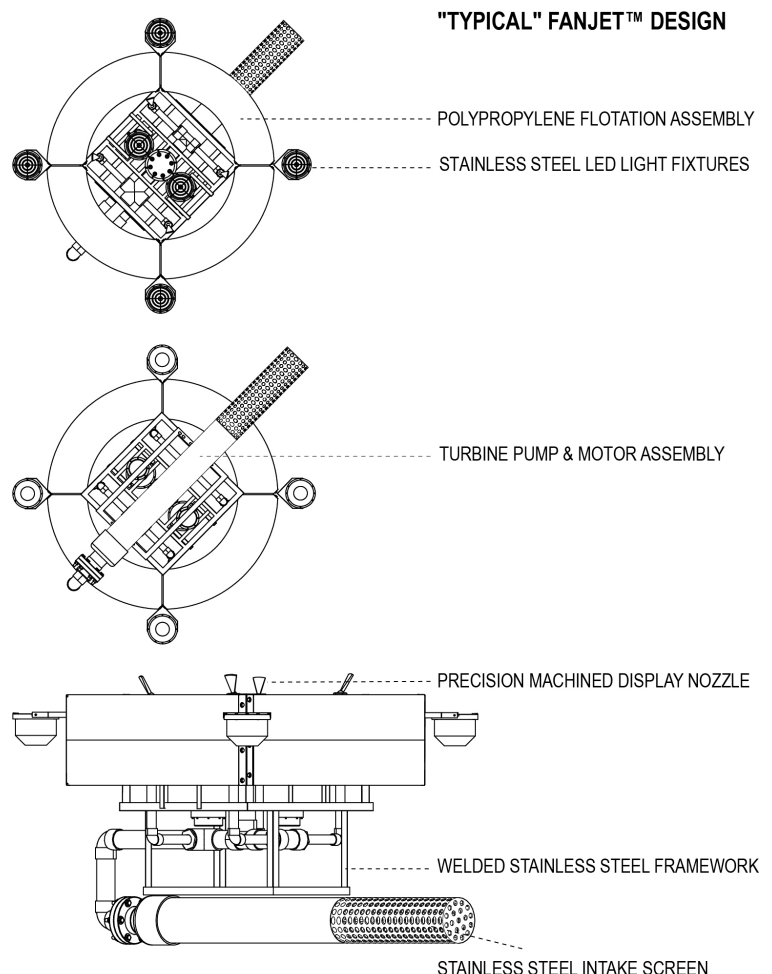 "TYPICAL" FANJET™ DESIGN
POLYPROPYLENE FLOTATION ASSEMBLY
STAINLESS STEEL LED LIGHT FIXTURES
TURBINE PUMP & MOTOR ASSEMBLY
PRECISION MACHINED DISPLAY NOZZLE
WELDED STAINLESS STEEL FRAMEWORK
STAINLESS STEEL INTAKE SCREEN